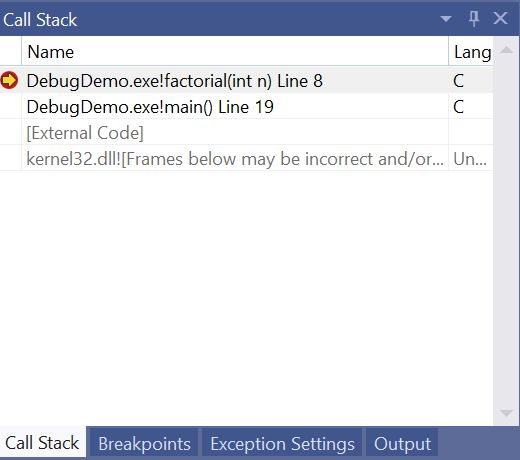 Call Stack
Name Lang
DebugDemo.exe!factorial(int n) Line 8 C
DebugDemo.exe!main() Line 19 C
[External Code]
kernel32.dll![Frames below may be incorrect and/or... Un...
Call Stack Breakpoints Exception Settings Output